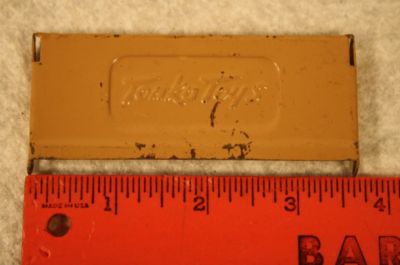 Tonka Toys
1 2 3 4
MADE IN U.S.A.
BAR